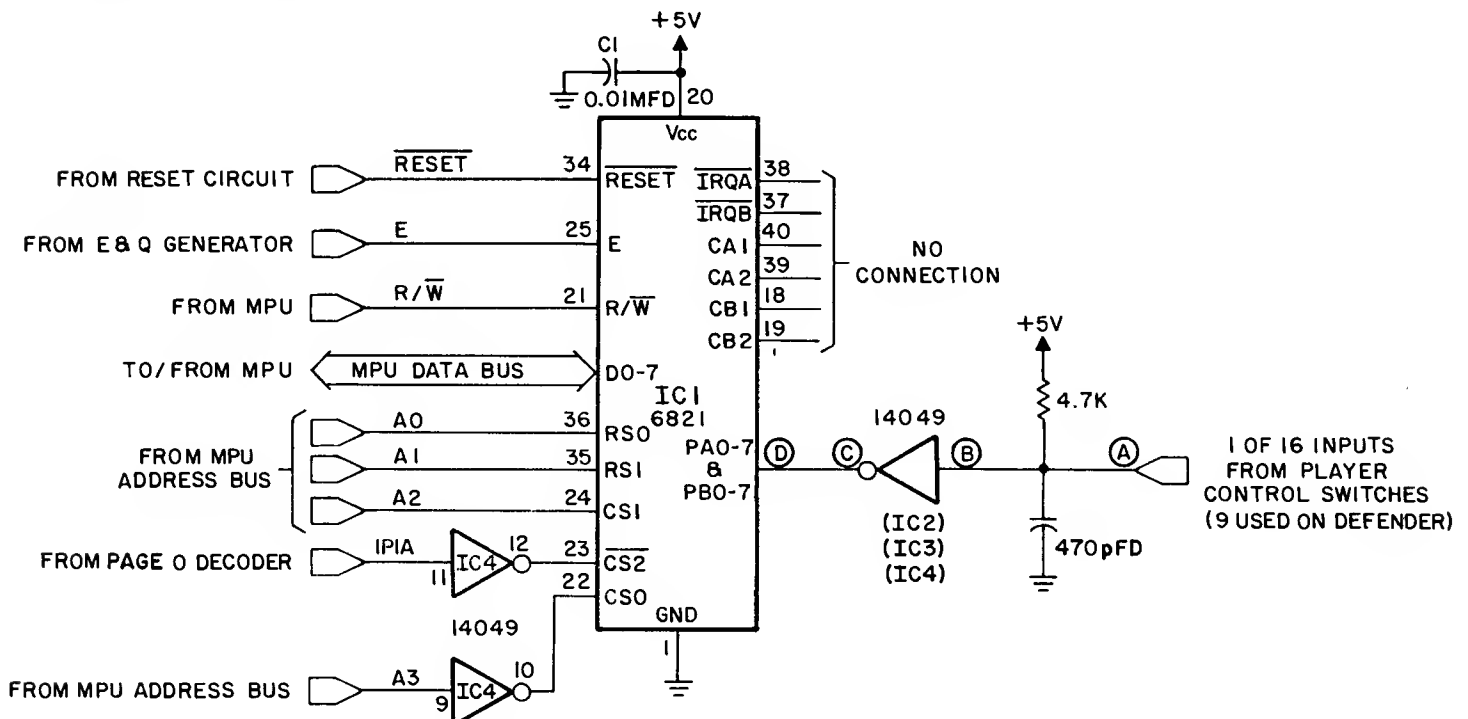 +5V
C1
0.01MFD
20
Vcc
FROM RESET CIRCUIT
RESET
34
RESET
FROM E & Q GENERATOR
E
25
E
FROM MPU
R/W
21
R/W
TO/FROM MPU
MPU DATA BUS
D0-7
IC1
6821
FROM MPU
ADDRESS BUS
A0
36
RS0
A1
35
RS1
A2
24
CS1
FROM PAGE 0 DECODER
IPIA
11
IC4
12
23
CS2
22
CS0
14049
FROM MPU ADDRESS BUS
A3
9
IC4
10
GND
1
IRQA
38
IRQB
37
CA1
40
CA2
39
CB1
18
CB2
19
NO
CONNECTION
PA0-7
&
PB0-7
D
C
14049
B
A
(IC2)
(IC3)
(IC4)
+5V
4.7K
470pFD
1 OF 16 INPUTS
FROM PLAYER
CONTROL SWITCHES
(9 USED ON DEFENDER)